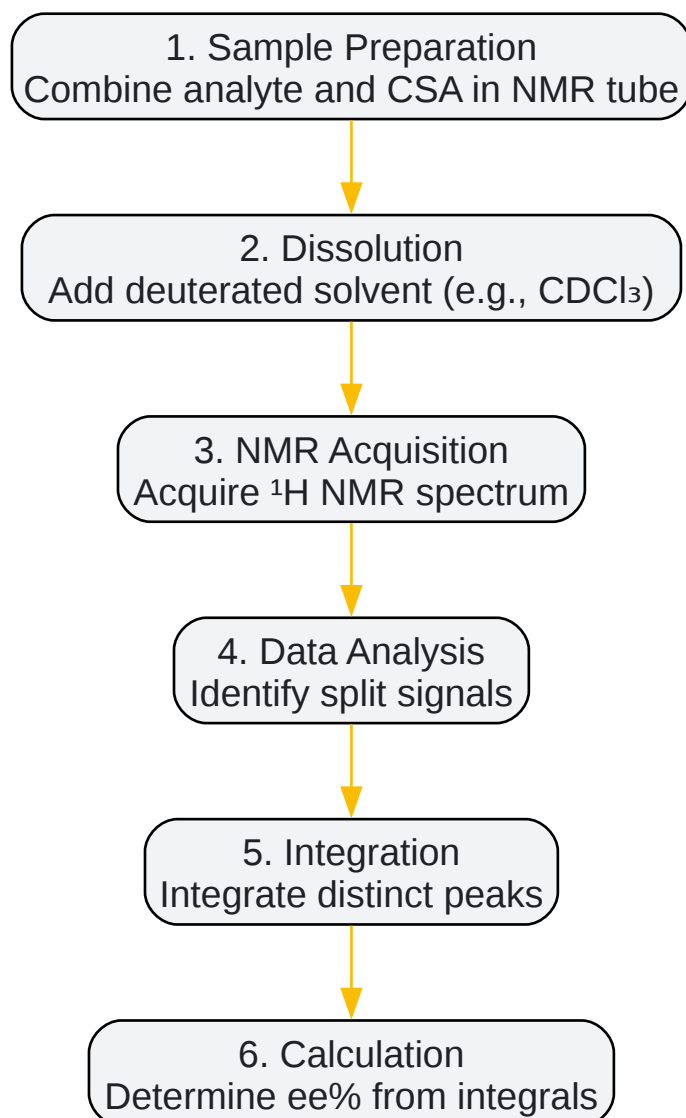 1. Sample Preparation
Combine analyte and CSA in NMR tube
2. Dissolution
Add deuterated solvent (e.g., CDCl₃)
3. NMR Acquisition
Acquire ¹H NMR spectrum
4. Data Analysis
Identify split signals
5. Integration
Integrate distinct peaks
6. Calculation
Determine ee% from integrals